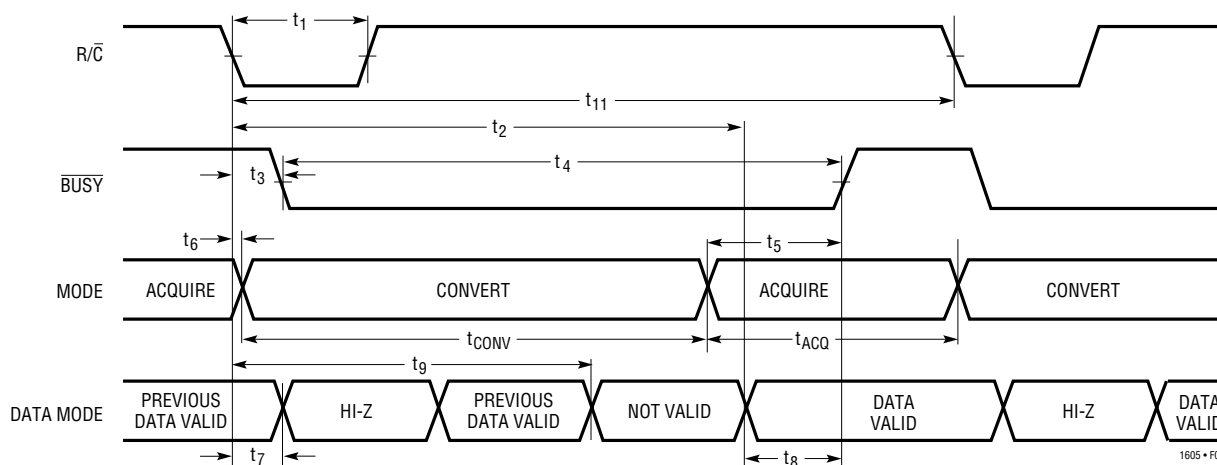 t1
R/C̅
t11
t2
t3
t4
B̅U̅S̅Y̅
t6
t5
MODE
ACQUIRE
CONVERT
ACQUIRE
CONVERT
tCONV
tACQ
t9
DATA MODE
PREVIOUS
DATA VALID
HI-Z
PREVIOUS
DATA VALID
NOT VALID
DATA
VALID
HI-Z
DATA
VALID
t7
t8
1605 • F